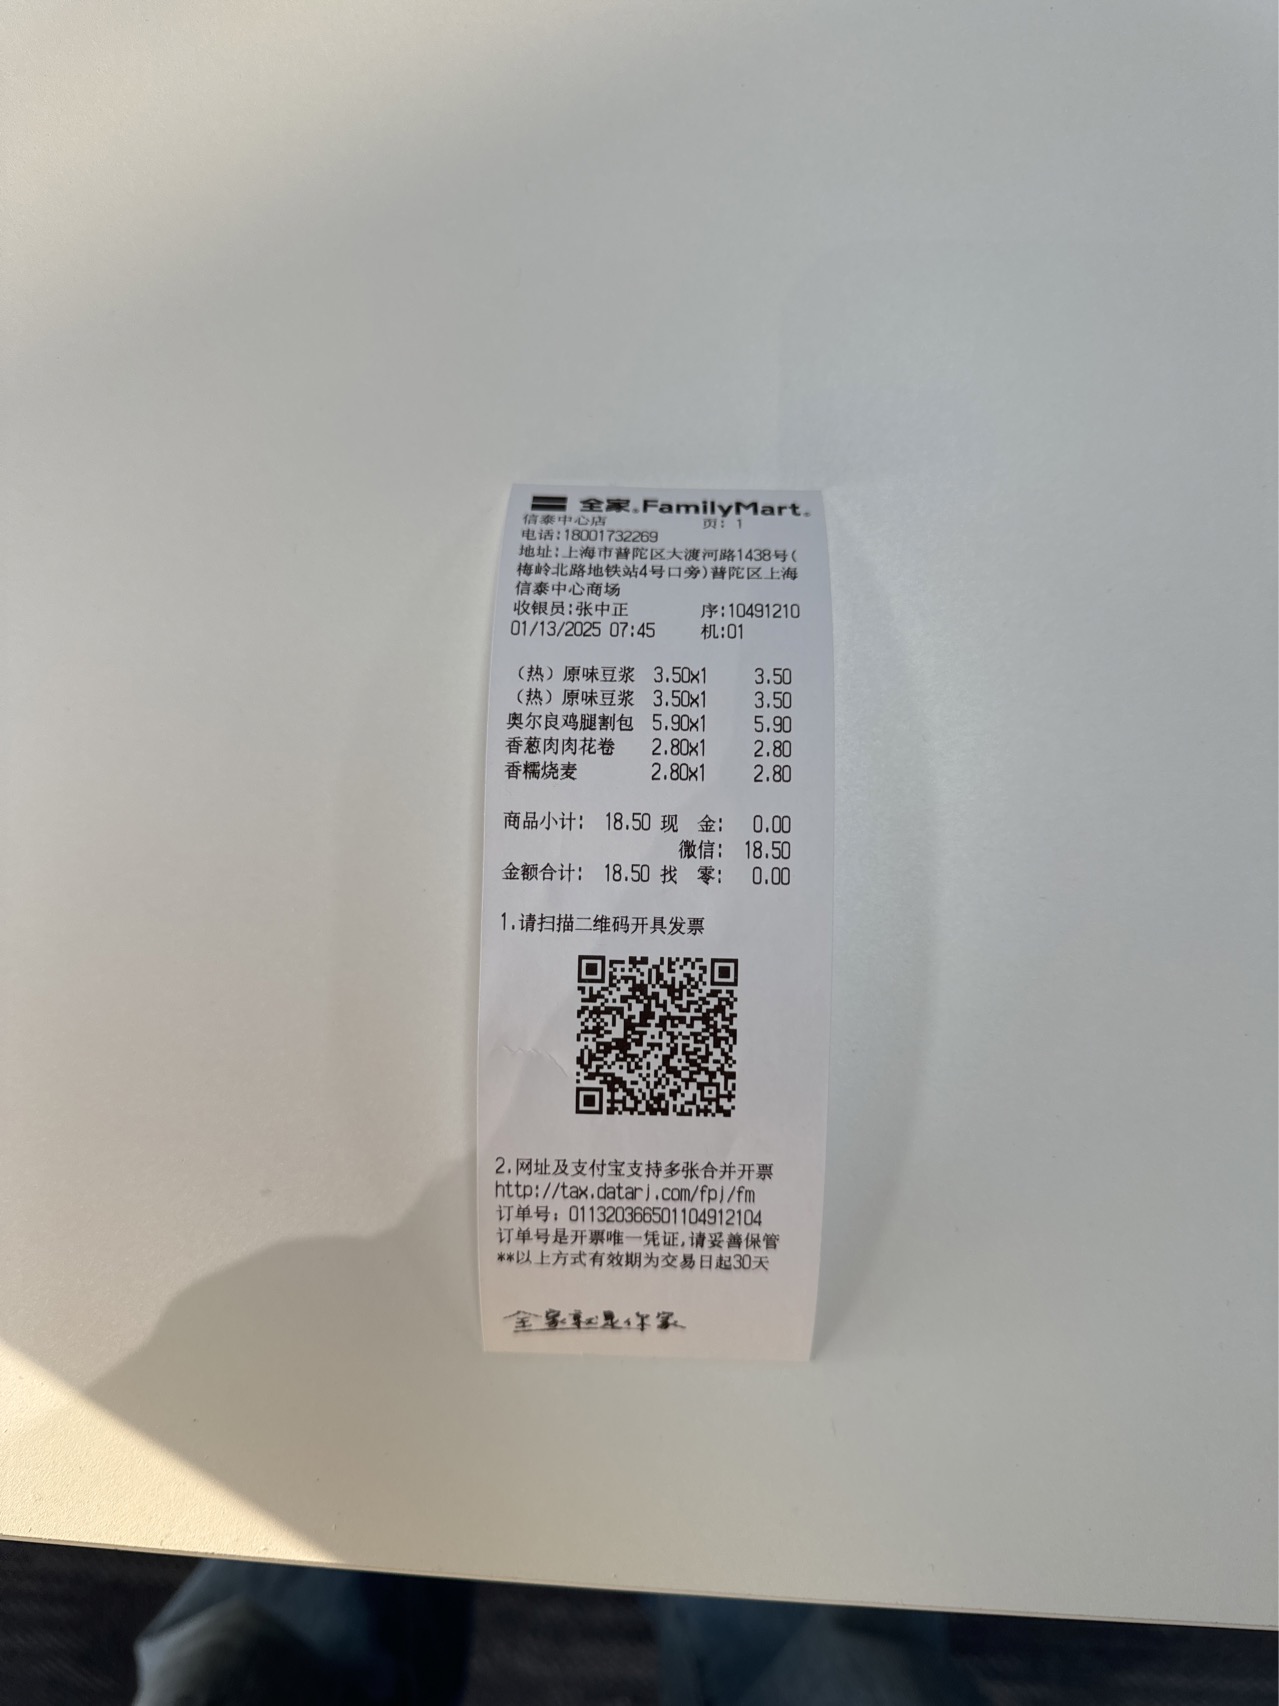 全家 FamilyMart
信泰中心店 页: 1
电话:18001732269
地址:上海市普陀区大渡河路1438号(
梅岭北路地铁站4号口旁)普陀区上海
信泰中心商场
收银员:张中正 序:10491210
01/13/2025 07:45 机:01
(热)原味豆浆 3.50x1 3.50
(热)原味豆浆 3.50x1 3.50
奥尔良鸡腿割包 5.90x1 5.90
香葱肉肉花卷 2.80x1 2.80
香糯烧麦 2.80x1 2.80
商品小计: 18.50 现 金: 0.00
微信: 18.50
金额合计: 18.50 找 零: 0.00
1.请扫描二维码开具发票
2.网址及支付宝支持多张合并开票
http://tax.datarj.com/fpj/fm
订单号: 011320366501104912104
订单号是开票唯一凭证,请妥善保管
**以上方式有效期为交易日起30天
全家就是你家